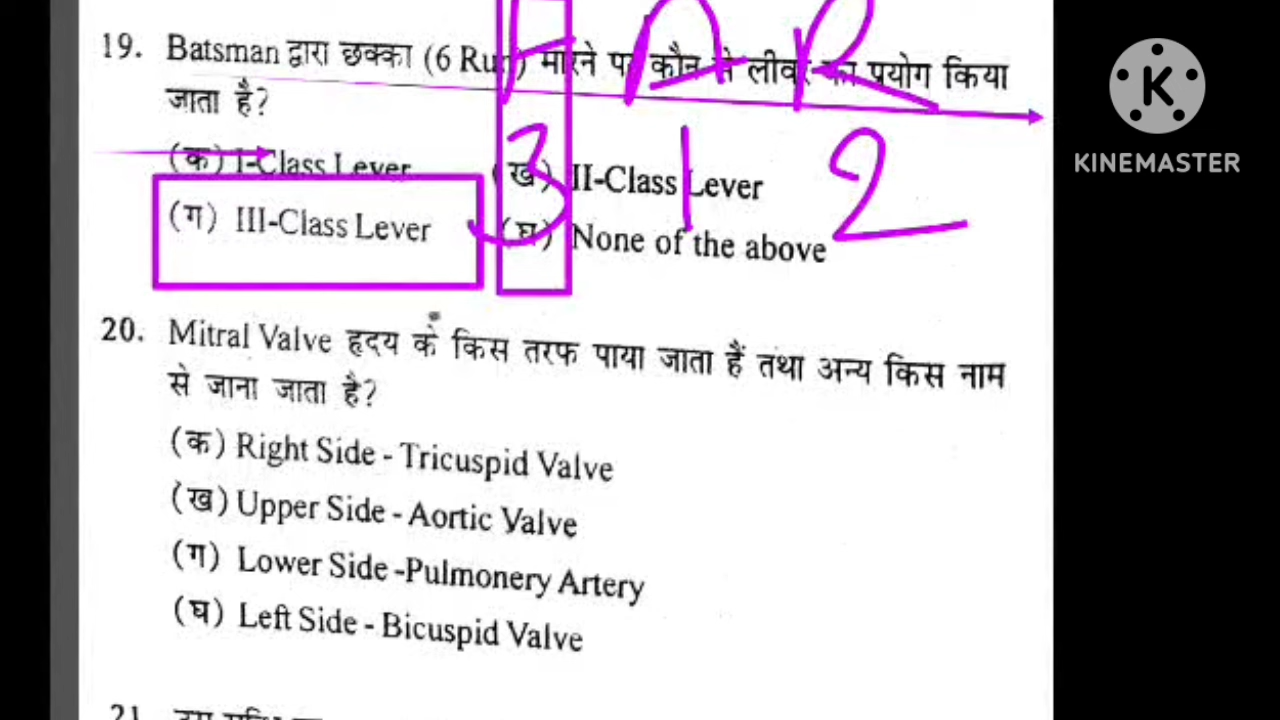 F A R
19. Batsman द्वारा छक्का (6 Run) मारने पर कौन से लीवर का प्रयोग किया
जाता है?
(क) I-Class Lever (ख) II-Class Lever
(ग) III-Class Lever (घ) None of the above
3 1 2
K
KINEMASTER
20. Mitral Valve हृदय के किस तरफ पाया जाता हैं तथा अन्य किस नाम
से जाना जाता है?
(क) Right Side - Tricuspid Valve
(ख) Upper Side - Aortic Valve
(ग) Lower Side -Pulmonery Artery
(घ) Left Side - Bicuspid Valve
21.